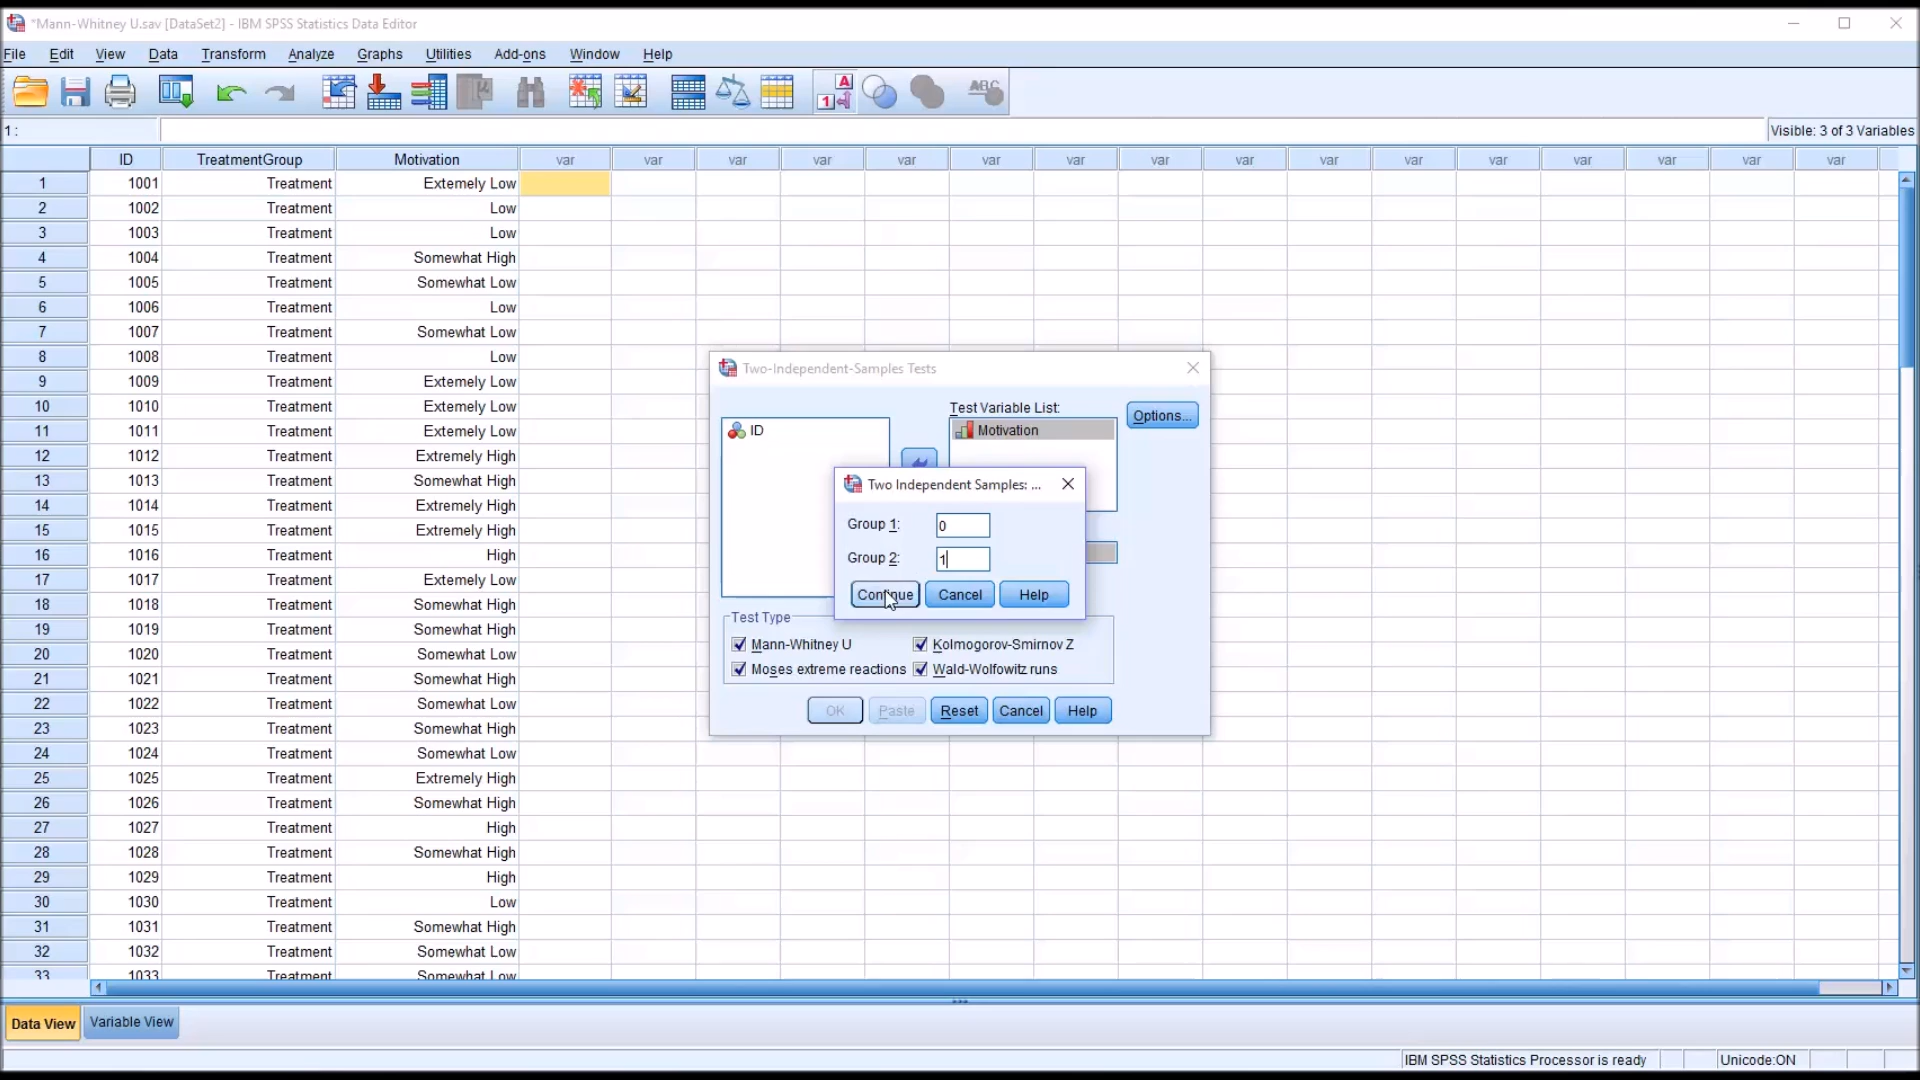 *Mann-Whitney U.sav [DataSet2] - IBM SPSS Statistics Data Editor
File Edit View Data Transform Analyze Graphs Utilities Add-ons Window Help
1 :
Visible: 3 of 3 Variables
ID TreatmentGroup Motivation var var var var var var var var var var var var var var var var
1 1001 Treatment Extemely Low
2 1002 Treatment Low
3 1003 Treatment Low
4 1004 Treatment Somewhat High
5 1005 Treatment Somewhat Low
6 1006 Treatment Low
7 1007 Treatment Somewhat Low
8 1008 Treatment Low
9 1009 Treatment Extemely Low
10 1010 Treatment Extemely Low
11 1011 Treatment Extemely Low
12 1012 Treatment Extremely High
13 1013 Treatment Somewhat High
14 1014 Treatment Extremely High
15 1015 Treatment Extremely High
16 1016 Treatment High
17 1017 Treatment Extemely Low
18 1018 Treatment Somewhat High
19 1019 Treatment Somewhat High
20 1020 Treatment Somewhat Low
21 1021 Treatment Somewhat High
22 1022 Treatment Somewhat Low
23 1023 Treatment Somewhat High
24 1024 Treatment Somewhat Low
25 1025 Treatment Extremely High
26 1026 Treatment Somewhat High
27 1027 Treatment High
28 1028 Treatment Somewhat High
29 1029 Treatment High
30 1030 Treatment Low
31 1031 Treatment Somewhat High
32 1032 Treatment Somewhat Low
33 1033 Treatment Somewhat Low
Two-Independent-Samples Tests
Test Variable List:
Options...
ID
Motivation
Two Independent Samples: ...
Group 1: 0
Group 2: 1
Continue Cancel Help
Test Type
Mann-Whitney U Kolmogorov-Smirnov Z
Moses extreme reactions Wald-Wolfowitz runs
OK Paste Reset Cancel Help
Data View Variable View
IBM SPSS Statistics Processor is ready Unicode:ON